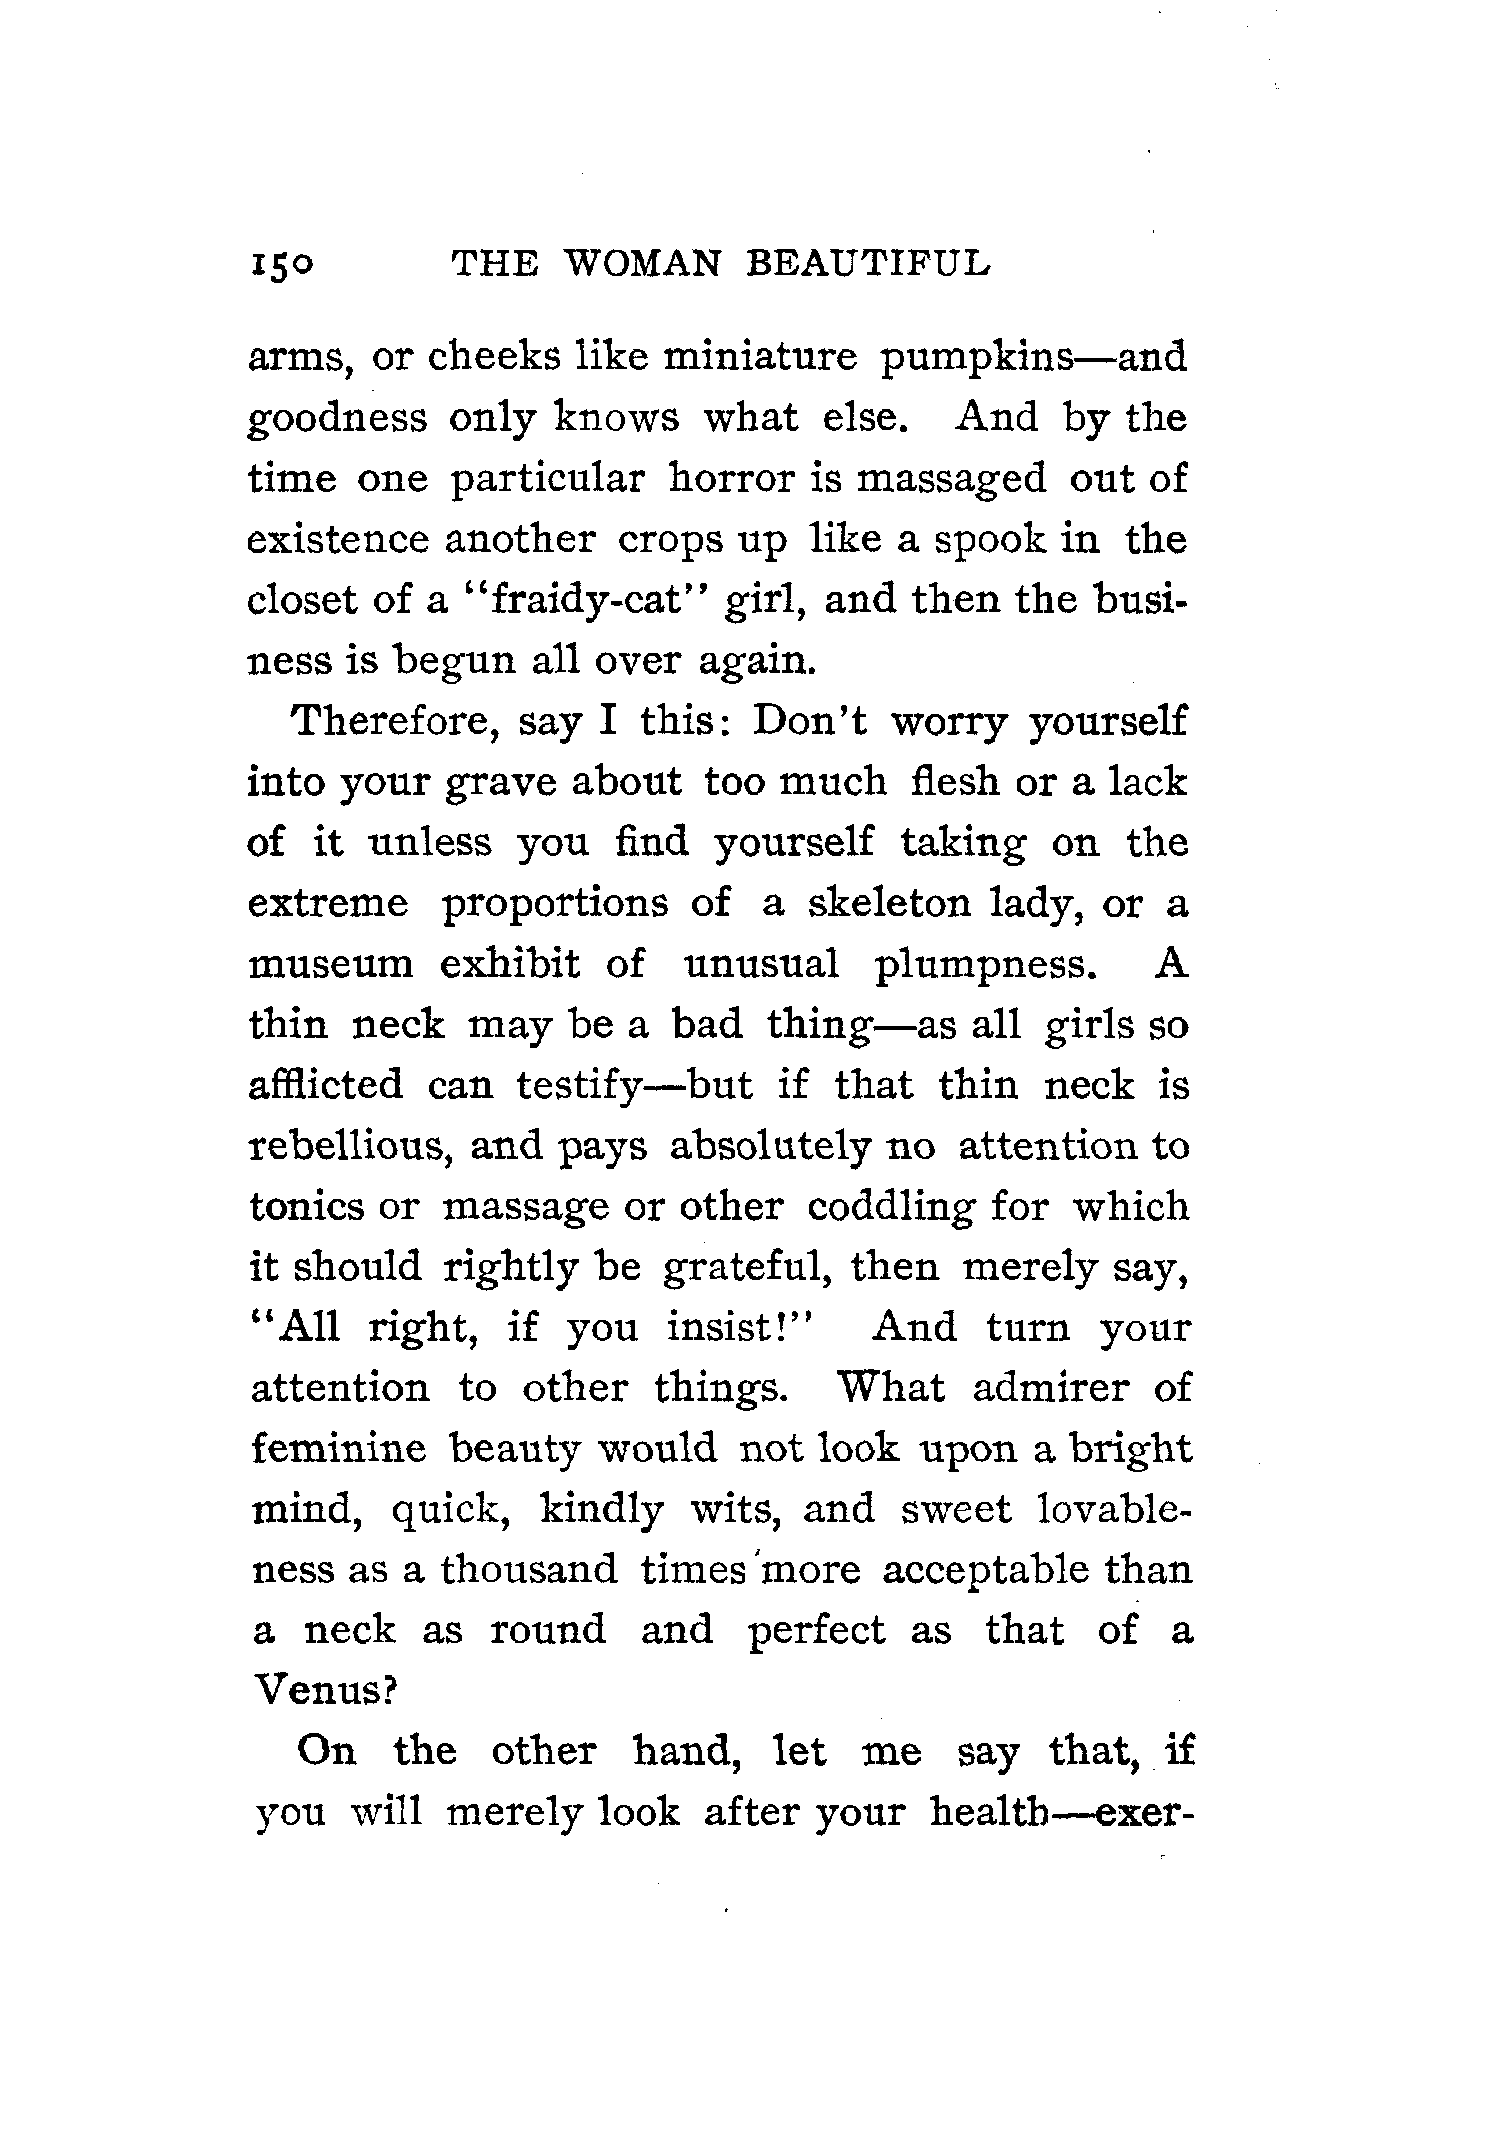 150 THE WOMAN BEAUTIFUL
arms, or cheeks like miniature pumpkins—and
goodness only knows what else. And by the
time one particular horror is massaged out of
existence another crops up like a spook in the
closet of a “fraidy-cat” girl, and then the busi-
ness is begun all over again.
Therefore, say I this: Don't worry yourself
into your grave about too much flesh or a lack
of it unless you find yourself taking on the
extreme proportions of a skeleton lady, or a
museum exhibit of unusual plumpness. A
thin neck may be a bad thing—as all girls so
afflicted can testify—but if that thin neck is
rebellious, and pays absolutely no attention to
tonics or massage or other coddling for which
it should rightly be grateful, then merely say,
“All right, if you insist!” And turn your
attention to other things. What admirer of
feminine beauty would not look upon a bright
mind, quick, kindly wits, and sweet lovable-
ness as a thousand times more acceptable than
a neck as round and perfect as that of a
Venus?
On the other hand, let me say that, if
you will merely look after your health—exer-